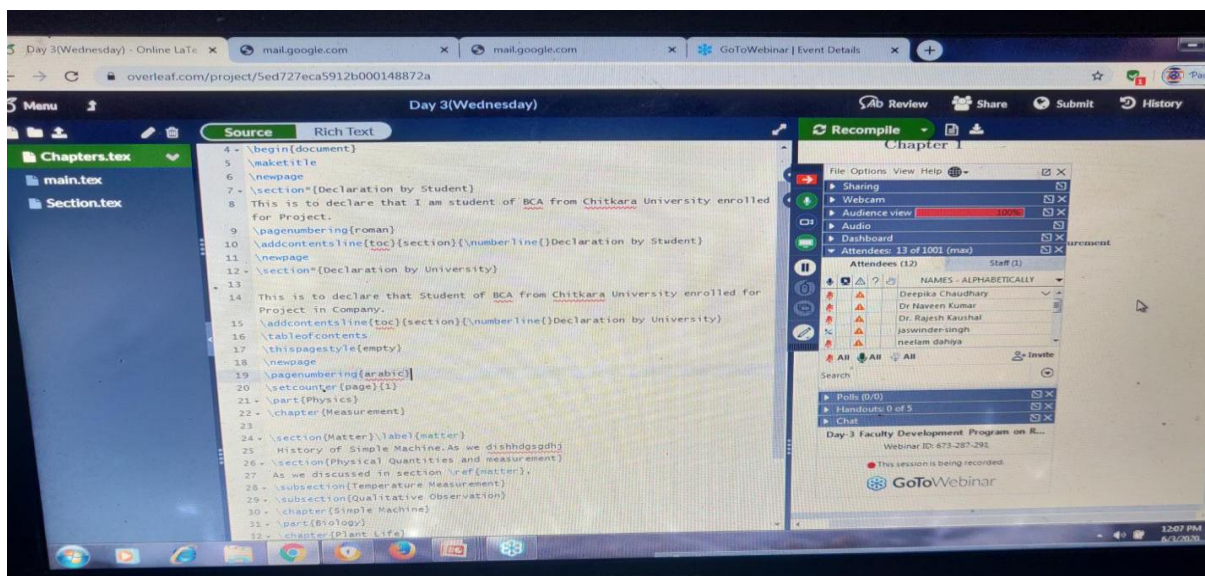 Day 3(Wednesday) - Online LaTe
mail.google.com
mail.google.com
GoToWebinar | Event Details
overleaf.com/project/5ed727eca5912b000148872a
Menu
Day 3(Wednesday)
Review
Share
Submit
History
Source
Rich Text
Recompile
Chapters.tex
main.tex
Section.tex
4 \begin{document}
5 \maketitle
6 \newpage
7 \section*{Declaration by Student}
8 This is to declare that I am student of BCA from Chitkara University enrolled
for Project.
9 \pagenumbering{roman}
10 \addcontentsline{toc}{section}{\numberline{}Declaration by Student}
11 \newpage
12 \section*{Declaration by University}
13
14 This is to declare that Student of BCA from Chitkara University enrolled for
Project in Company.
15 \addcontentsline{toc}{section}{\numberline{}Declaration by University}
16 \tableofcontents
17 \thispagestyle{empty}
18 \newpage
19 \pagenumbering{arabic}
20 \setcounter{page}{1}
21 \part{Physics}
22 \chapter{Measurement}
23
24 \section{Matter}\label{matter}
25 History of Simple Machine.As we dishhdgsgdhj
26 \section{Physical Quantities and measurement}
27 As we discussed in section \ref{matter}.
28 \subsection{Temperature Measurement}
29 \subsection{Qualitative Observation}
30 \chapter{Simple Machine}
31 \part{Biology}
32 \chapter{Plant Life}
Chapter 1
urement
File Options View Help
Sharing
Webcam
Audience view 100%
Audio
Dashboard
Attendees: 13 of 1001 (max)
Attendees (12)
Staff (1)
NAMES - ALPHABETICALLY
Deepika Chaudhary
Dr Naveen Kumar
Dr. Rajesh Kaushal
jaswinder singh
neelam dahiya
All All All
Invite
Search
Polls (0/0)
Handouts: 0 of 5
Chat
Day-3 Faculty Development Program on R...
Webinar ID: 673-287-291
This session is being recorded.
GoToWebinar
12:07 PM
6/3/2020